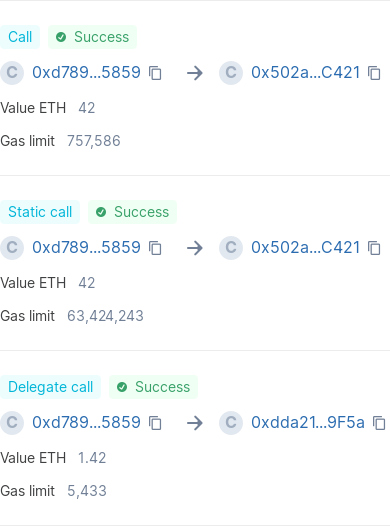 Call Success
C 0xd789...5859 → C 0x502a...C421
Value ETH 42
Gas limit 757,586
Static call Success
C 0xd789...5859 → C 0x502a...C421
Value ETH 42
Gas limit 63,424,243
Delegate call Success
C 0xd789...5859 → C 0xdda21...9F5a
Value ETH 1.42
Gas limit 5,433